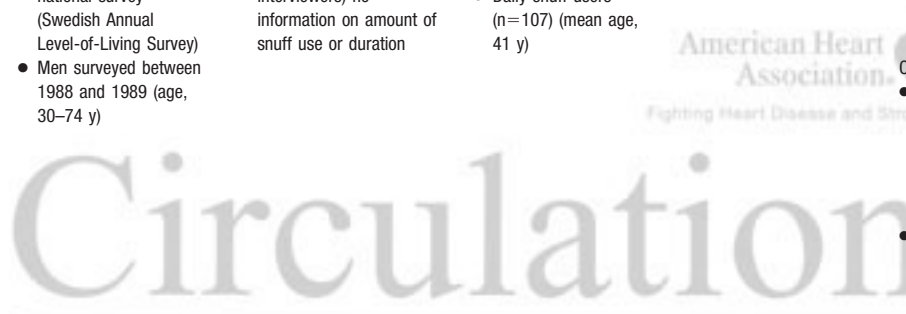 national survey
(Swedish Annual
Level-of-Living Survey)
● Men surveyed between
1988 and 1989 (age,
30–74 y)
interviewers) no
information on amount of
snuff use or duration
● Daily snuff users
(n=107) (mean age,
41 y)
American Heart
Association
Fighting Heart Disease and
Circulation